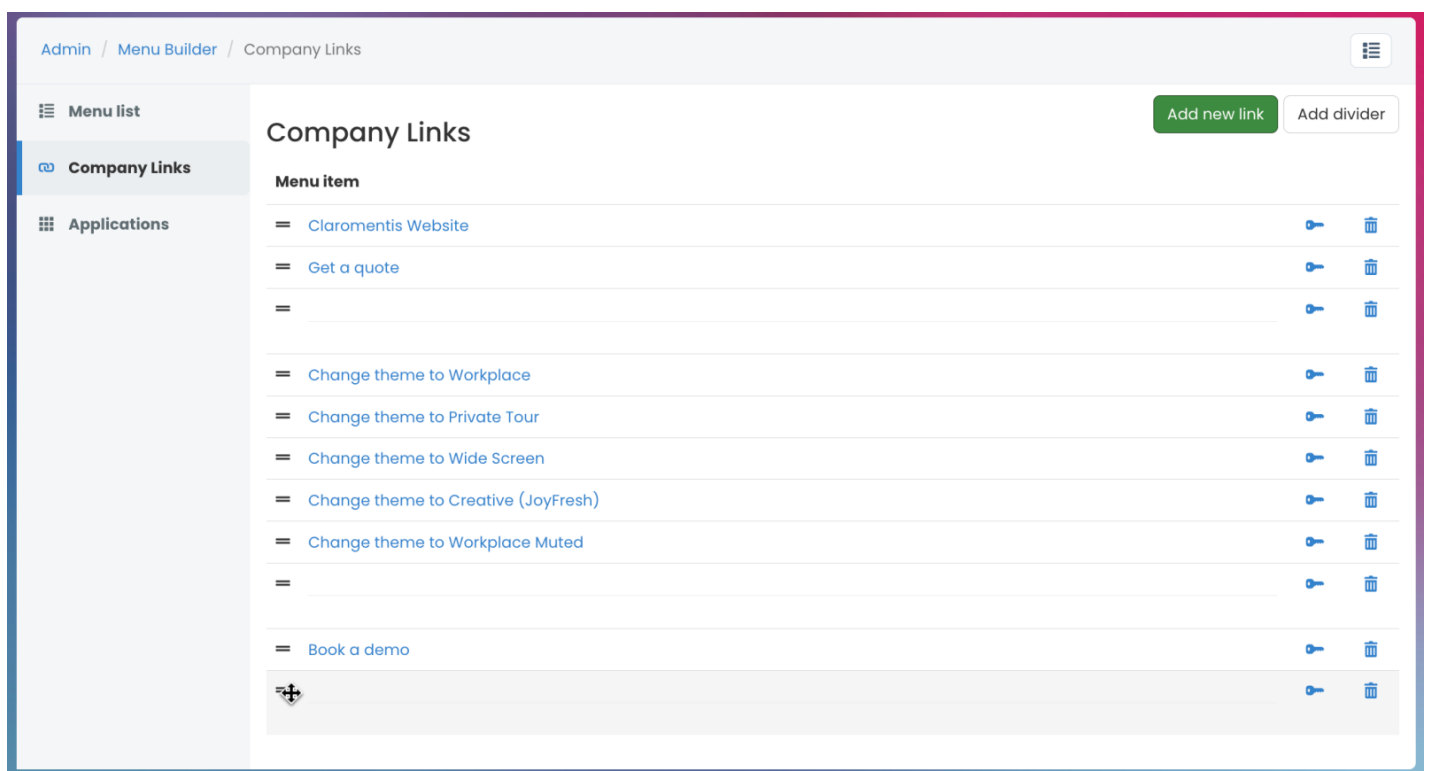 Admin / Menu Builder / Company Links
Menu list
Company Links
Applications
Add new link
Add divider
Company Links
Menu item
Claromentis Website
Get a quote
Change theme to Workplace
Change theme to Private Tour
Change theme to Wide Screen
Change theme to Creative (JoyFresh)
Change theme to Workplace Muted
Book a demo